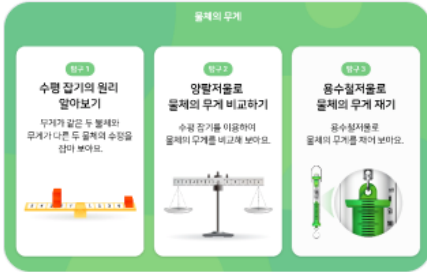 물체의 무게
탐구 1
수평 잡기의 원리
알아보기
무게가 같은 두 물체와
무게가 다른 두 물체의 수평을
잡아 보아요.
탐구 2
양팔저울로
물체의 무게 비교하기
수평 잡기를 이용하여
물체의 무게를 비교해 보아요.
탐구 3
용수철저울로
물체의 무게 재기
용수철저울로
물체의 무게를 재어 보아요.